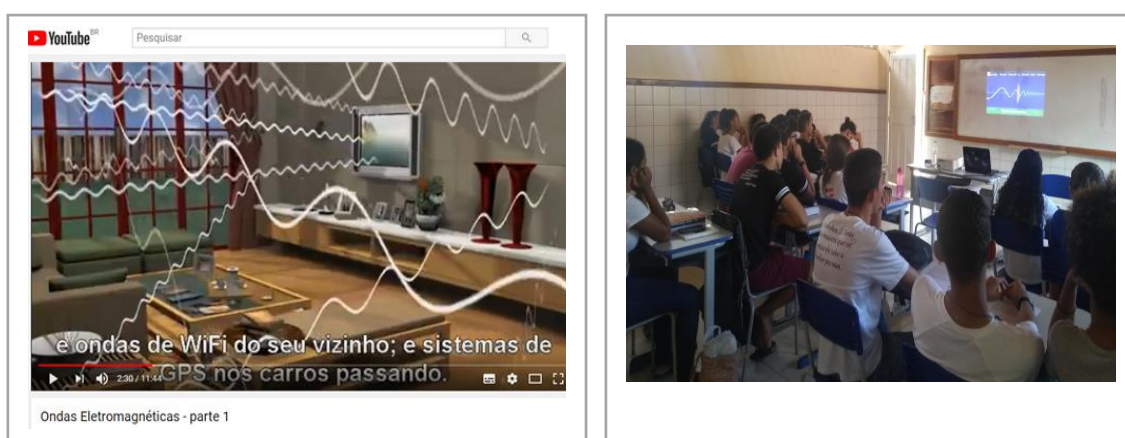 YouTube BR
Pesquisar
e ondas de WiFi do seu vizinho; e sistemas de
GPS nos carros passando.
2:30 / 11:44
Ondas Eletromagnéticas - parte 1